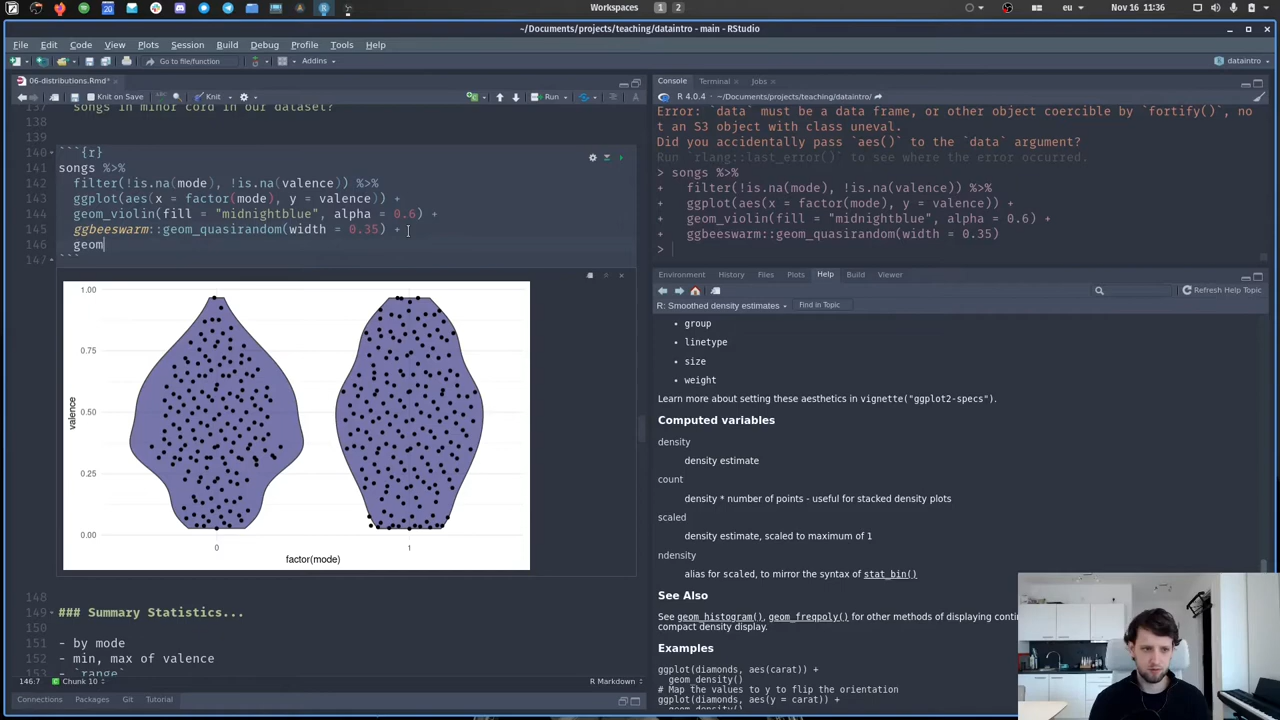 Workspaces 1 2
eu Nov 16 11:36
~/Documents/projects/teaching/dataintro - main - RStudio
File Edit Code View Plots Session Build Debug Profile Tools Help
Go to file/function Addins dataintro
06-distributions.Rmd*
Knit on Save Knit Run
137 songs in minor cord in our dataset?
138
139
140 ```{r}
141 songs %>%
142 filter(!is.na(mode), !is.na(valence)) %>%
143 ggplot(aes(x = factor(mode), y = valence)) +
144 geom_violin(fill = "midnightblue", alpha = 0.6) +
145 ggbeeswarm::geom_quasirandom(width = 0.35) +
146 geom
147 ```
1.00
0.75
0.50
0.25
0.00
valence
0 1
factor(mode)
148
149 ### Summary Statistics...
150
151 - by mode
152 - min, max of valence
153 - `range`
146:7 Chunk 10 R Markdown
Connections Packages Git Tutorial
Console Terminal Jobs
R 4.0.4 · ~/Documents/projects/teaching/dataintro/
Error: `data` must be a data frame, or other object coercible by `fortify()`, no
t an S3 object with class uneval.
Did you accidentally pass `aes()` to the `data` argument?
Run `rlang::last_error()` to see where the error occurred.
> songs %>%
+ filter(!is.na(mode), !is.na(valence)) %>%
+ ggplot(aes(x = factor(mode), y = valence)) +
+ geom_violin(fill = "midnightblue", alpha = 0.6) +
+ ggbeeswarm::geom_quasirandom(width = 0.35)
>
Environment History Files Plots Help Build Viewer
Refresh Help Topic
R: Smoothed density estimates Find in Topic
• group
• linetype
• size
• weight
Learn more about setting these aesthetics in vignette("ggplot2-specs").
Computed variables
density
density estimate
count
density * number of points - useful for stacked density plots
scaled
density estimate, scaled to maximum of 1
ndensity
alias for scaled, to mirror the syntax of stat_bin()
See Also
See geom_histogram(), geom_freqpoly() for other methods of displaying
compact density display.
Examples
ggplot(diamonds, aes(carat)) +
geom_density()
# Map the values to y to flip the orientation
ggplot(diamonds, aes(y = carat)) +